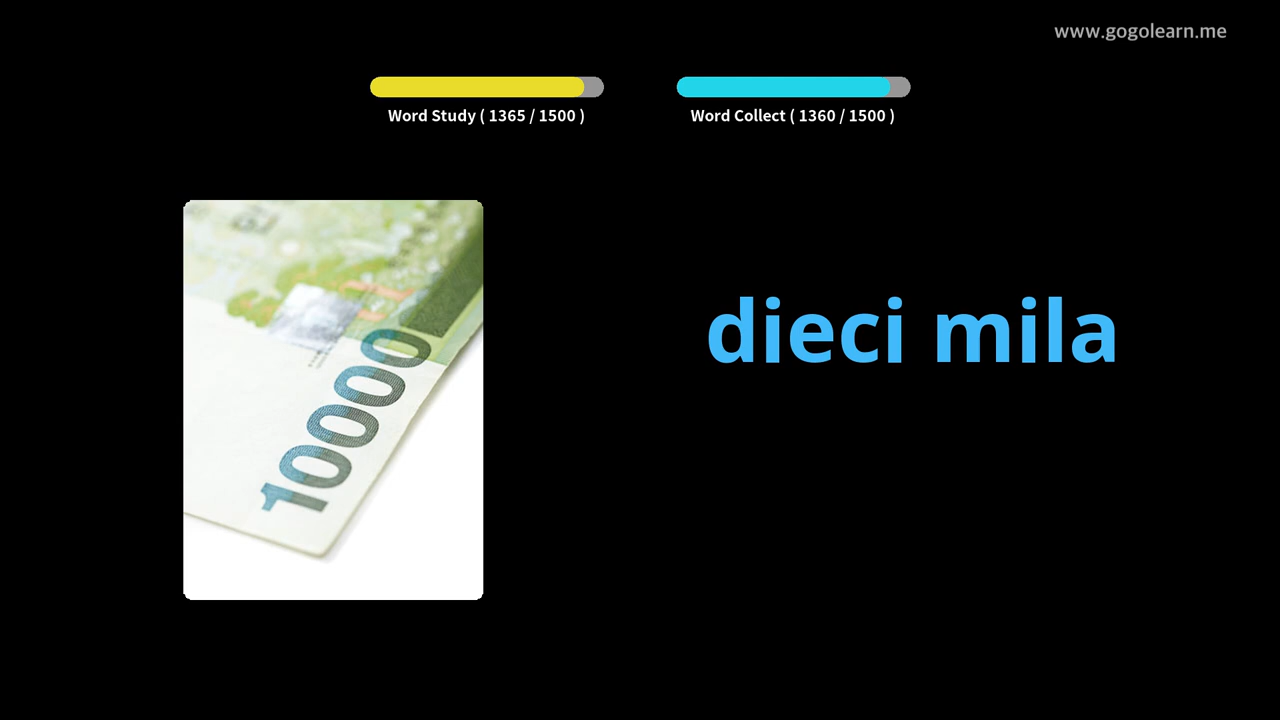 www.gogolearn.me
Word Study ( 1365 / 1500 )
Word Collect ( 1360 / 1500 )
dieci mila
10000